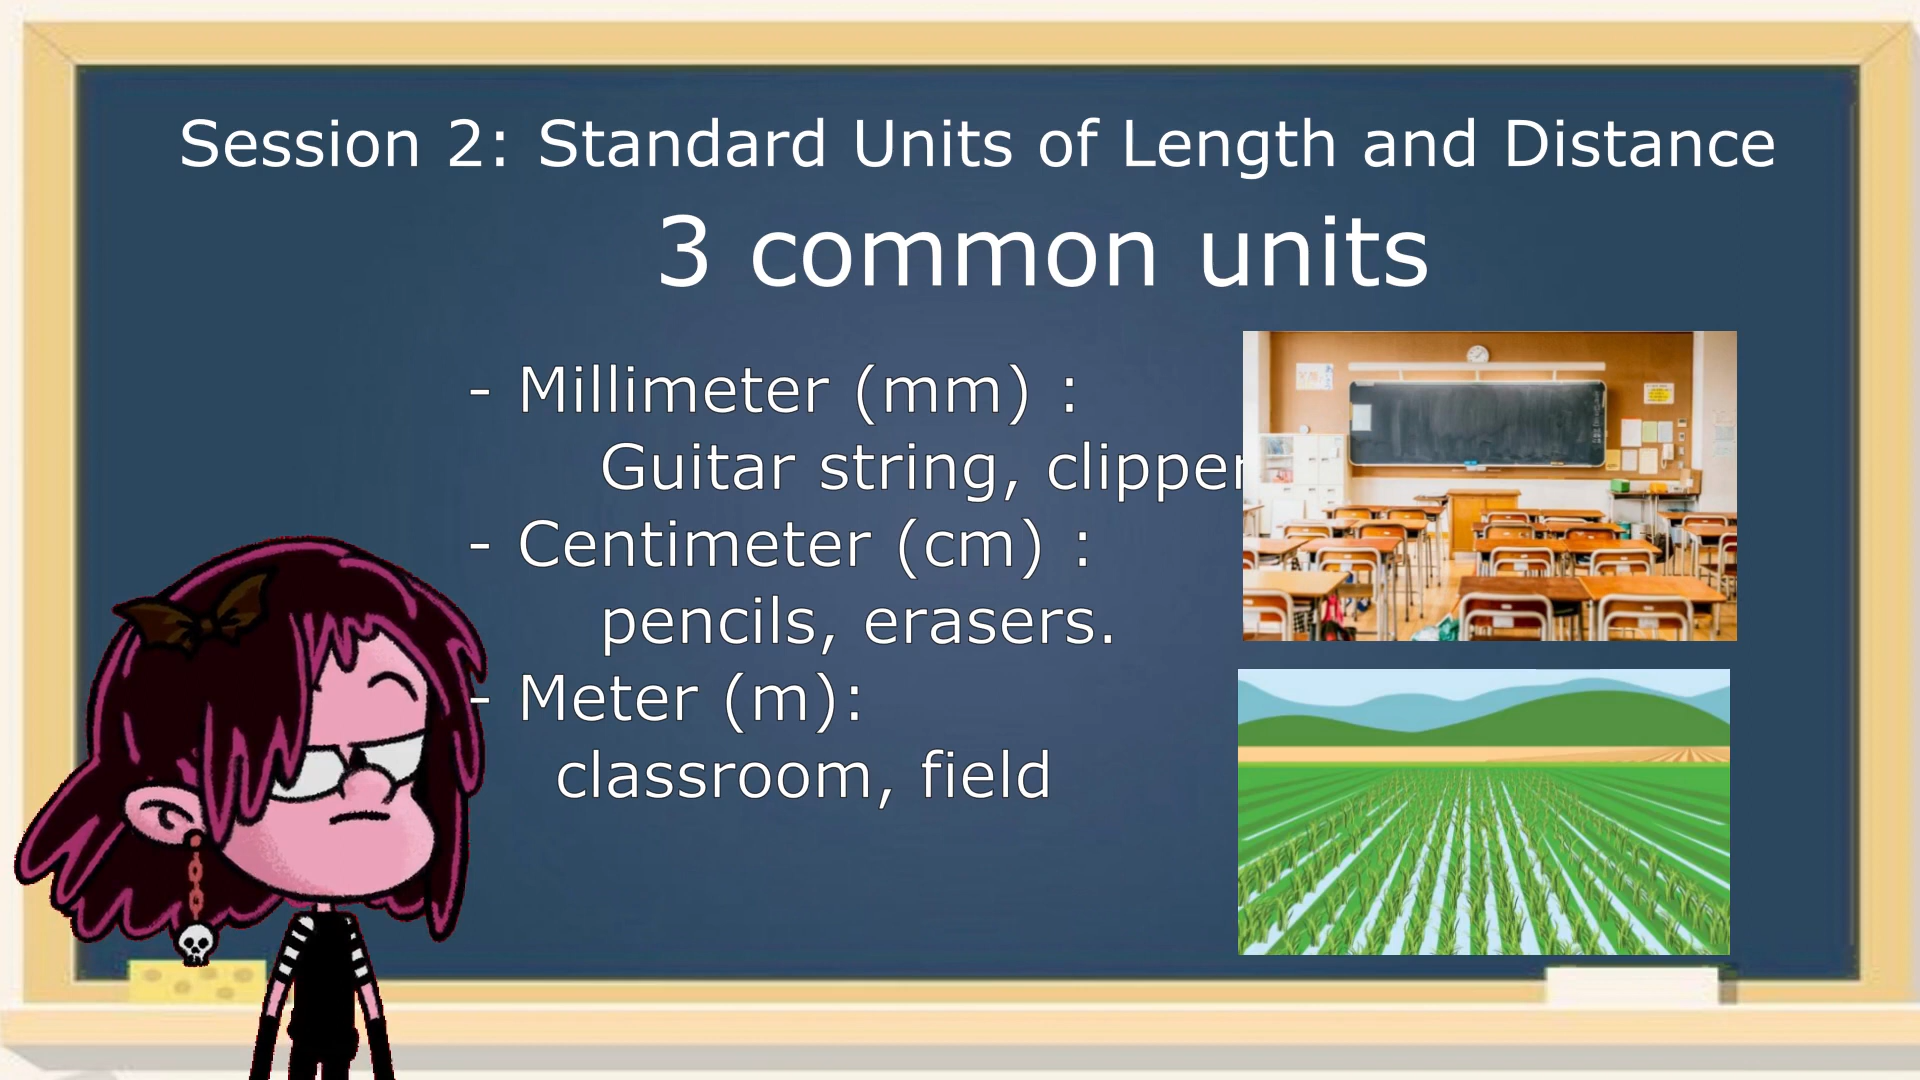 Session 2: Standard Units of Length and Distance
3 common units
- Millimeter (mm) :
Guitar string, clipper
- Centimeter (cm) :
pencils, erasers.
- Meter (m):
classroom, field